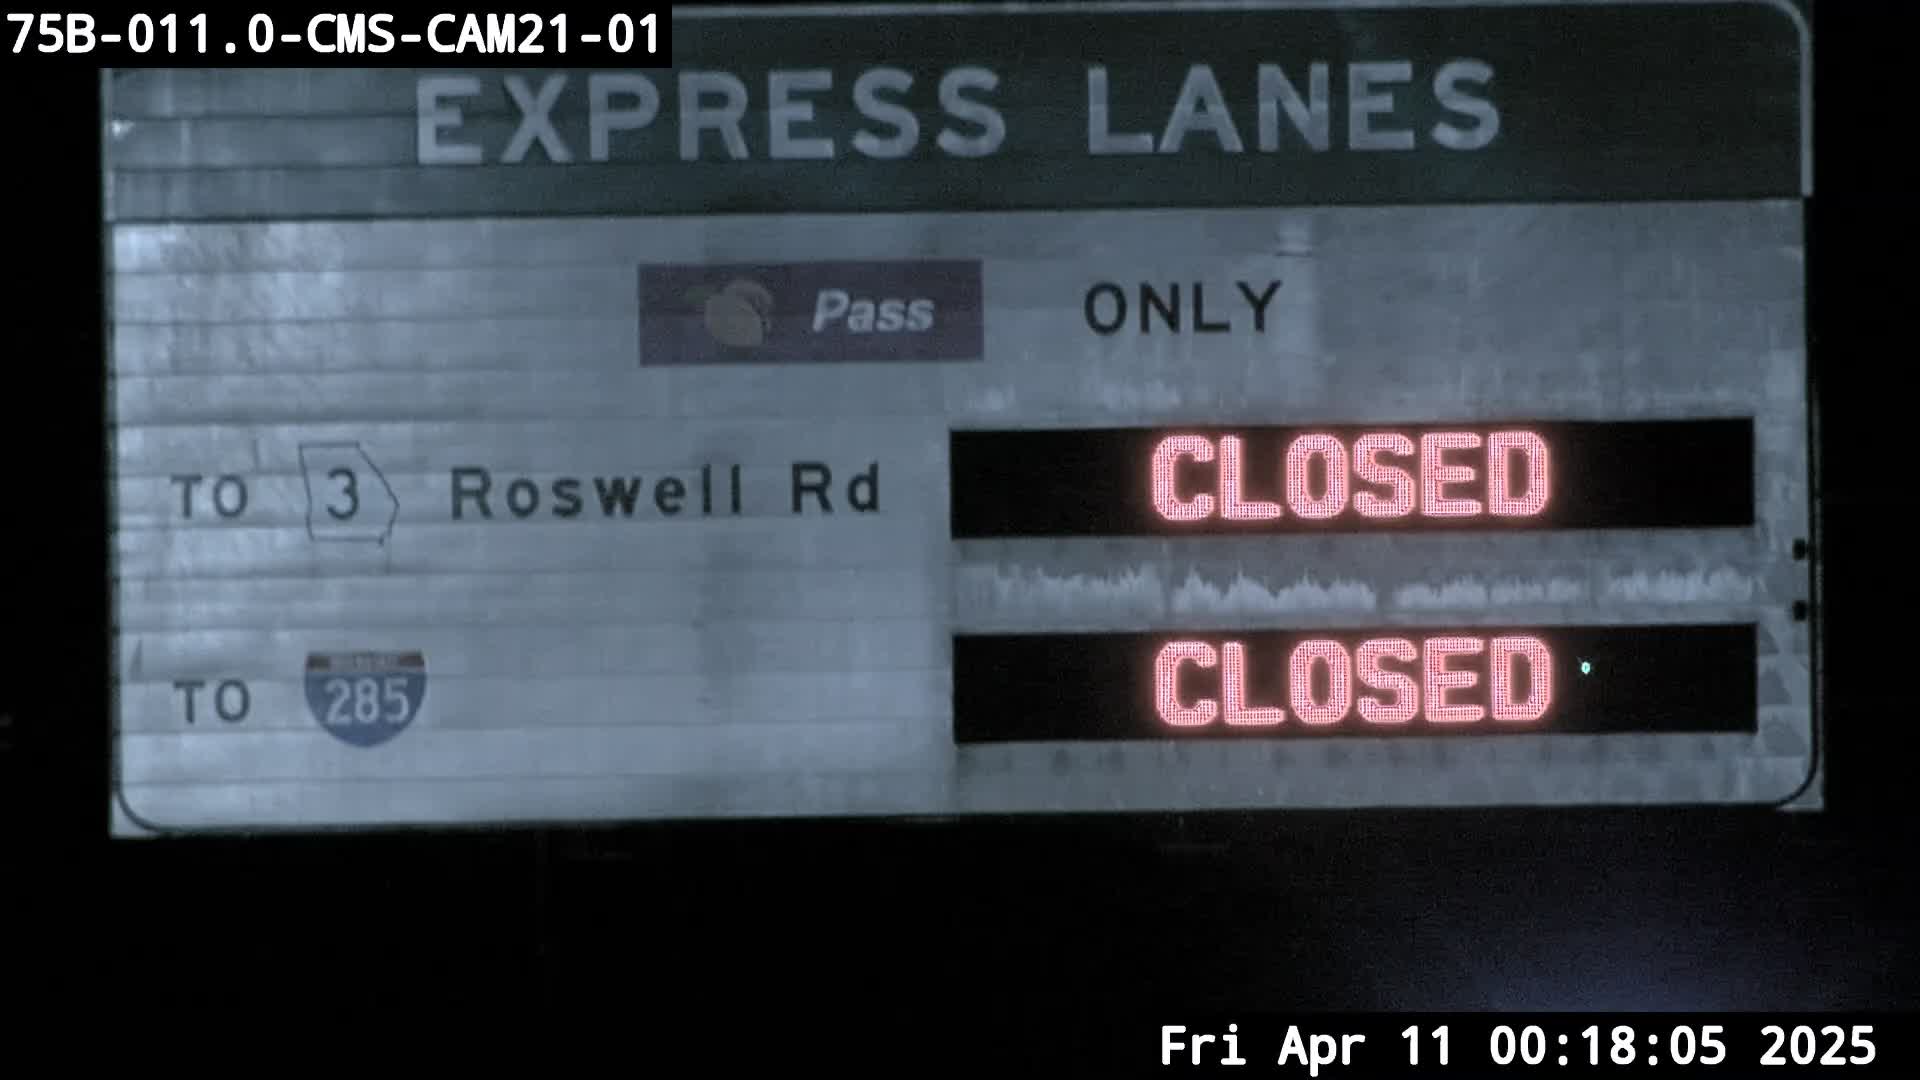 75B-011.0-CMS-CAM21-01
EXPRESS LANES
Pass ONLY
TO 3 Roswell Rd CLOSED
TO 285 CLOSED
Fri Apr 11 00:18:05 2025